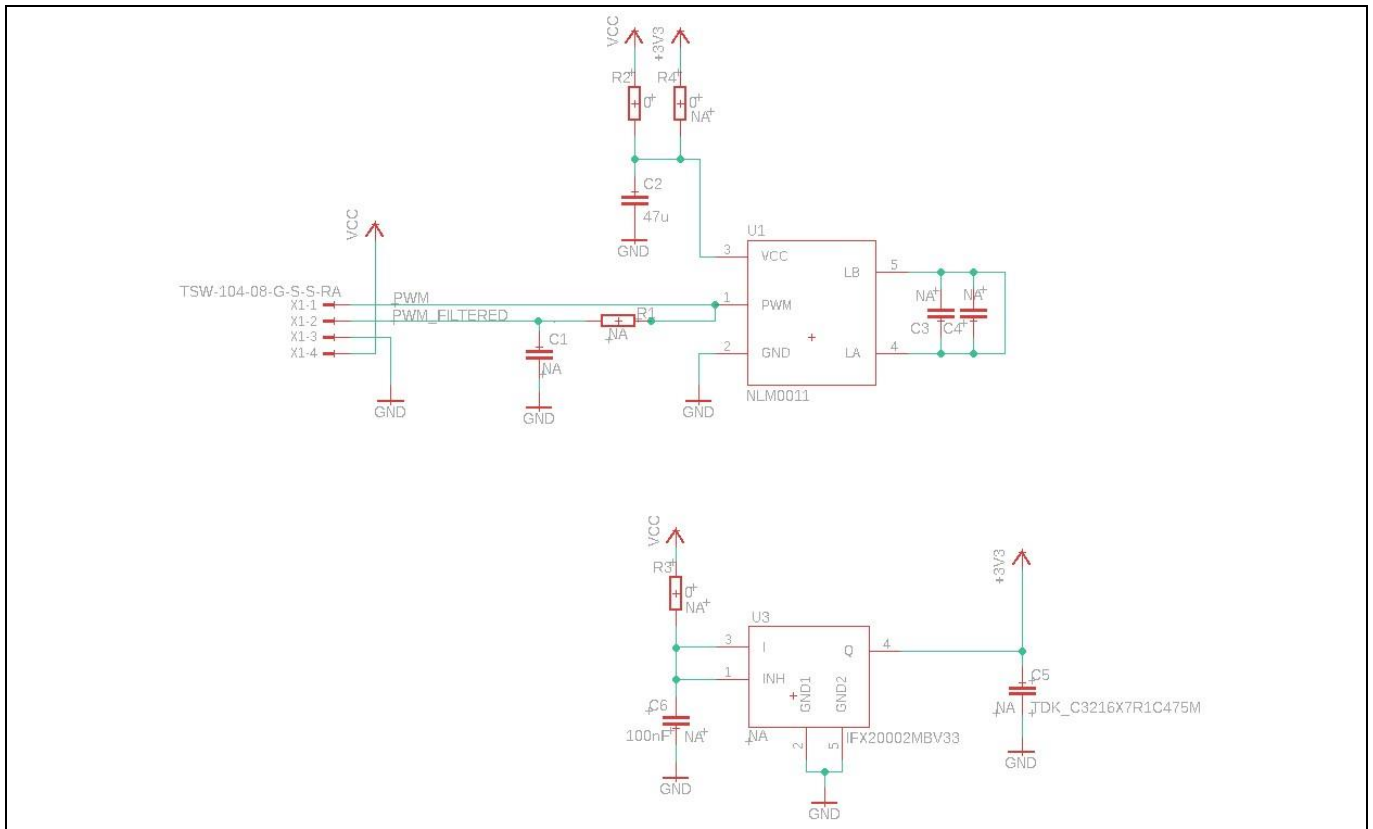 VCC
+3V3
R2
0
R4
0
NA
C2
47u
GND
VCC
TSW-104-08-G-S-S-RA
X1-1
X1-2
X1-3
X1-4
PWM
PWM_FILTERED
GND
C1
NA
GND
R1
NA
U1
3 VCC
1 PWM
2 GND
LB 5
LA 4
NLM0011
GND
NA NA
C3 C4
VCC
R3
0
NA
C6
100nF NA
GND
U3
3 I
1 INH
GND1
GND2
Q 4
2
5
NA
IFX20002MBV33
GND
+3V3
C5
NA TDK_C3216X7R1C475M
GND